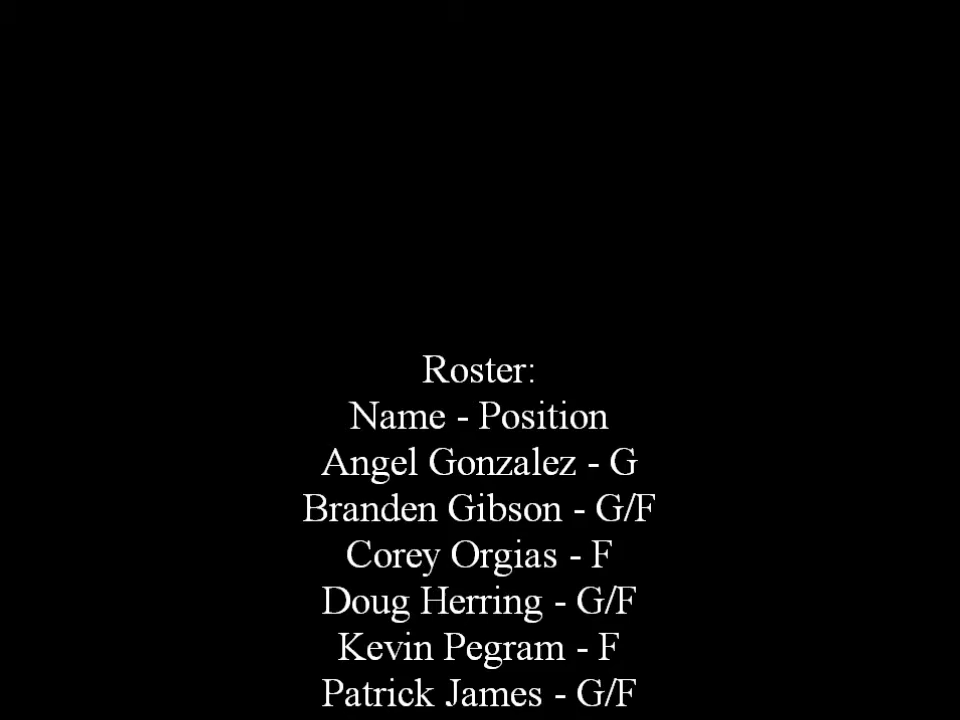 Roster:
Name - Position
Angel Gonzalez - G
Branden Gibson - G/F
Corey Orgias - F
Doug Herring - G/F
Kevin Pegram - F
Patrick James - G/F